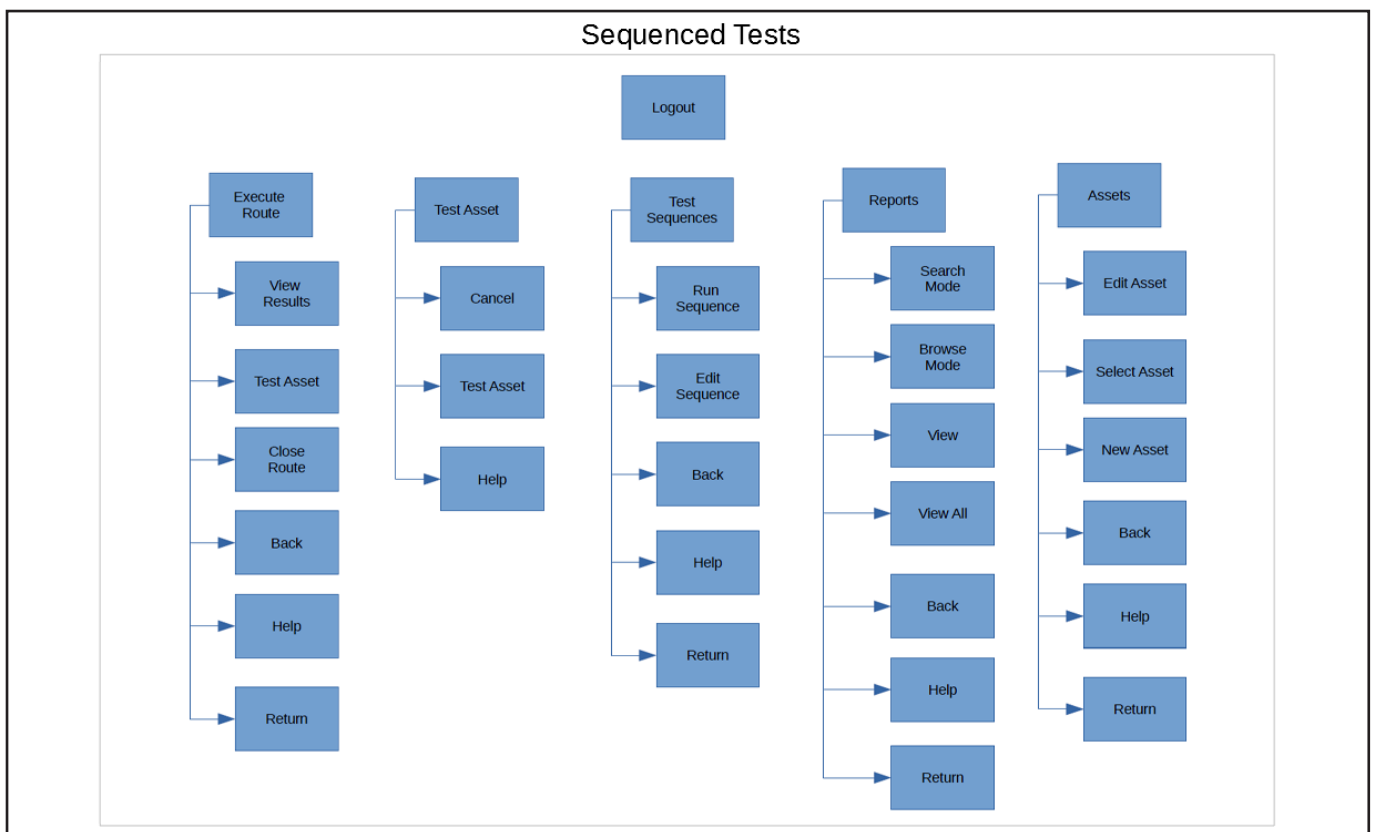 Sequenced Tests
Logout
Execute
Route
View
Results
Test Asset
Close
Route
Back
Help
Return
Test Asset
Cancel
Test Asset
Help
Test
Sequences
Run
Sequence
Edit
Sequence
Back
Help
Return
Reports
Search
Mode
Browse
Mode
View
View All
Back
Help
Return
Assets
Edit Asset
Select Asset
New Asset
Back
Help
Return